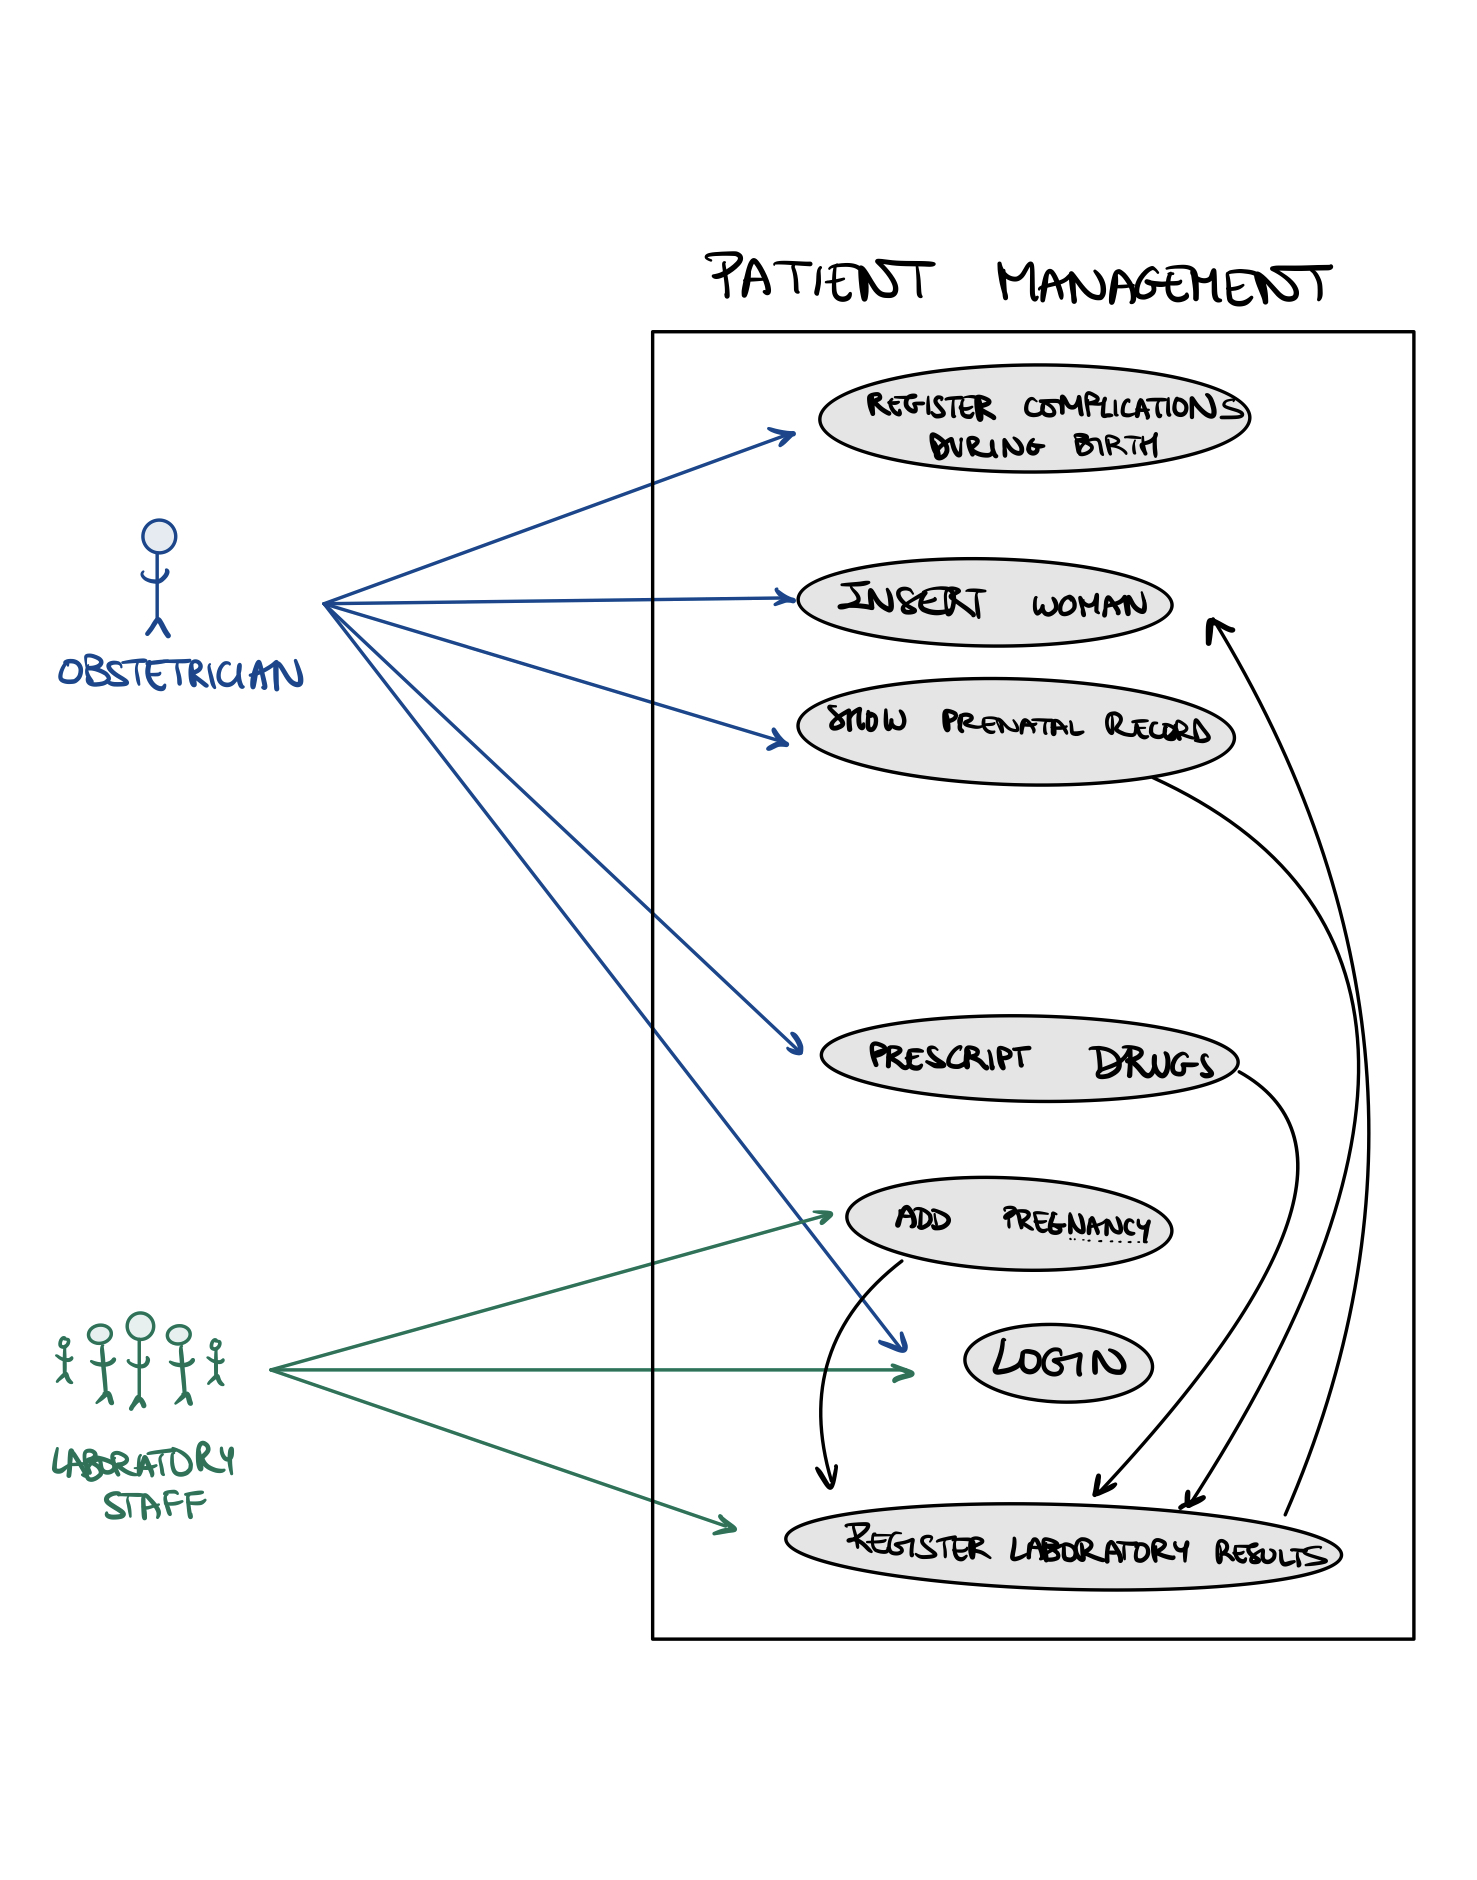 PATIENT MANAGEMENT
REGISTER COMPLICATIONS
DURING BIRTH
INSERT WOMAN
OBSTETRICIAN
SHOW PRENATAL RECORD
PRESCRIPT DRUGS
ADD PREGNANCY
LOGIN
LABORATORY
STAFF
REGISTER LABORATORY RESULTS